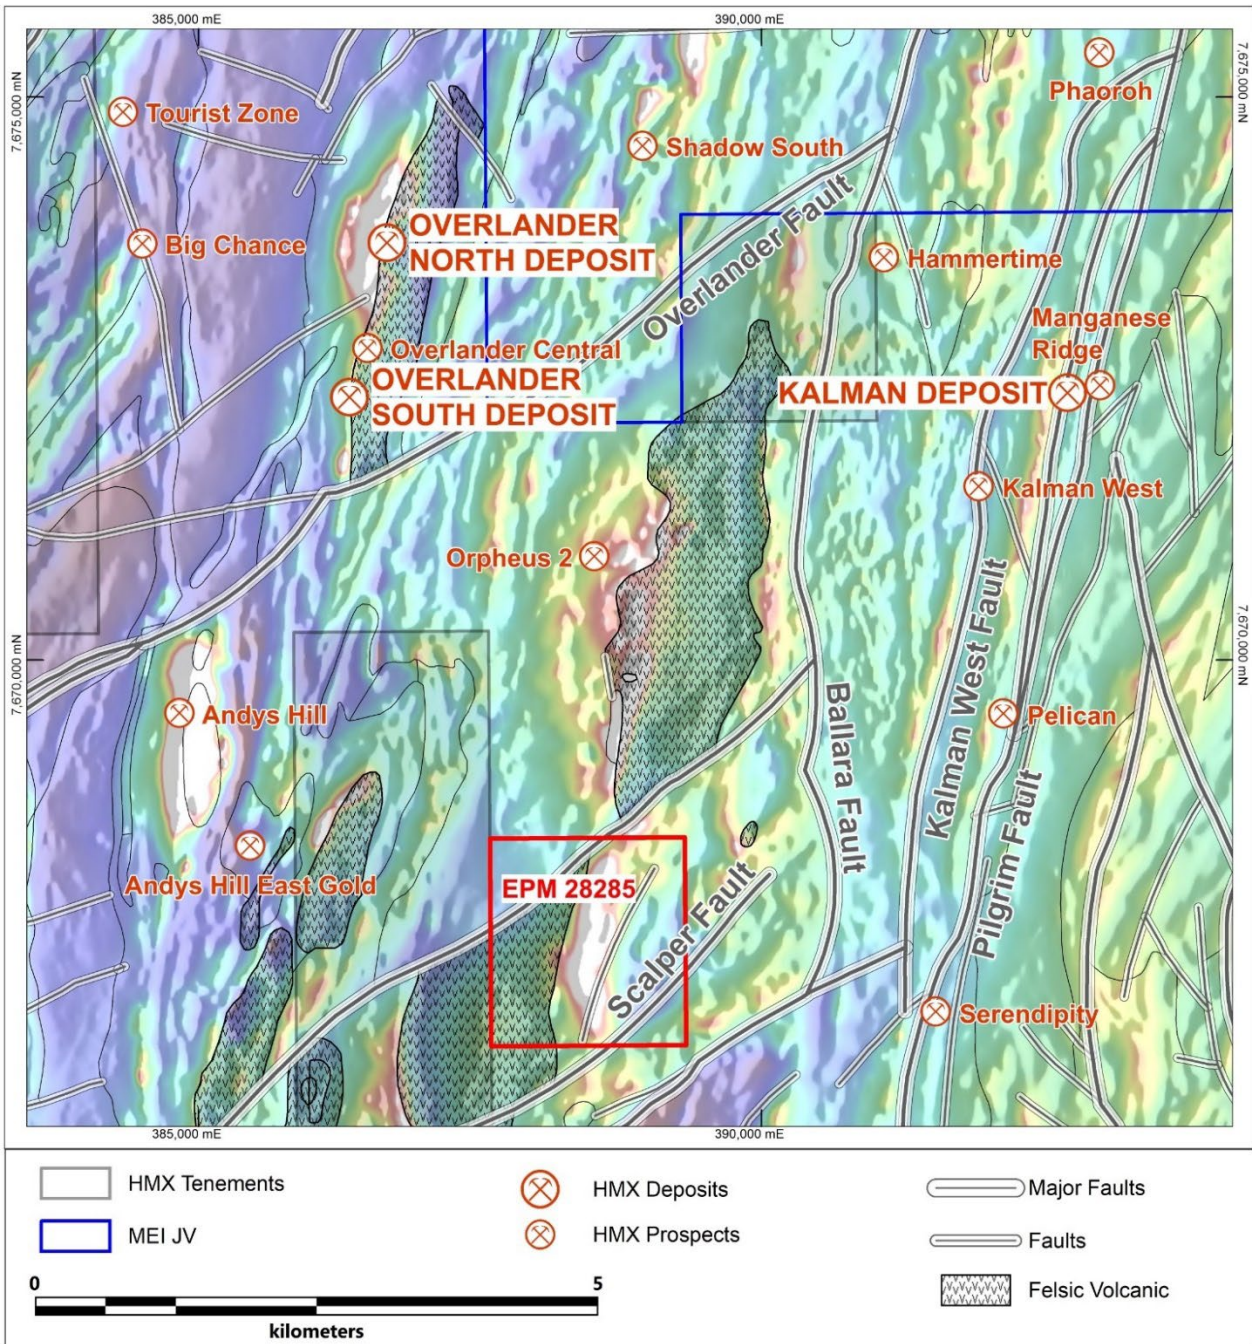 385,000 mE
390,000 mE
7,675,000 mN
7,675,000 mN
Phaoroh
Tourist Zone
Shadow South
OVERLANDER
NORTH DEPOSIT
Big Chance
Overlander Fault
Hammertime
Manganese
Ridge
Overlander Central
OVERLANDER
SOUTH DEPOSIT
KALMAN DEPOSIT
Kalman West
Orpheus 2
7,670,000 mN
7,670,000 mN
Kalman West Fault
Balara Fault
Andys Hill
Pelican
Pilgrim Fault
Andys Hill East Gold
EPM 28285
Scalper Fault
Serendipity
385,000 mE
390,000 mE
HMX Tenements
HMX Deposits
Major Faults
MEI JV
HMX Prospects
Faults
0
5
kilometers
Felsic Volcanic